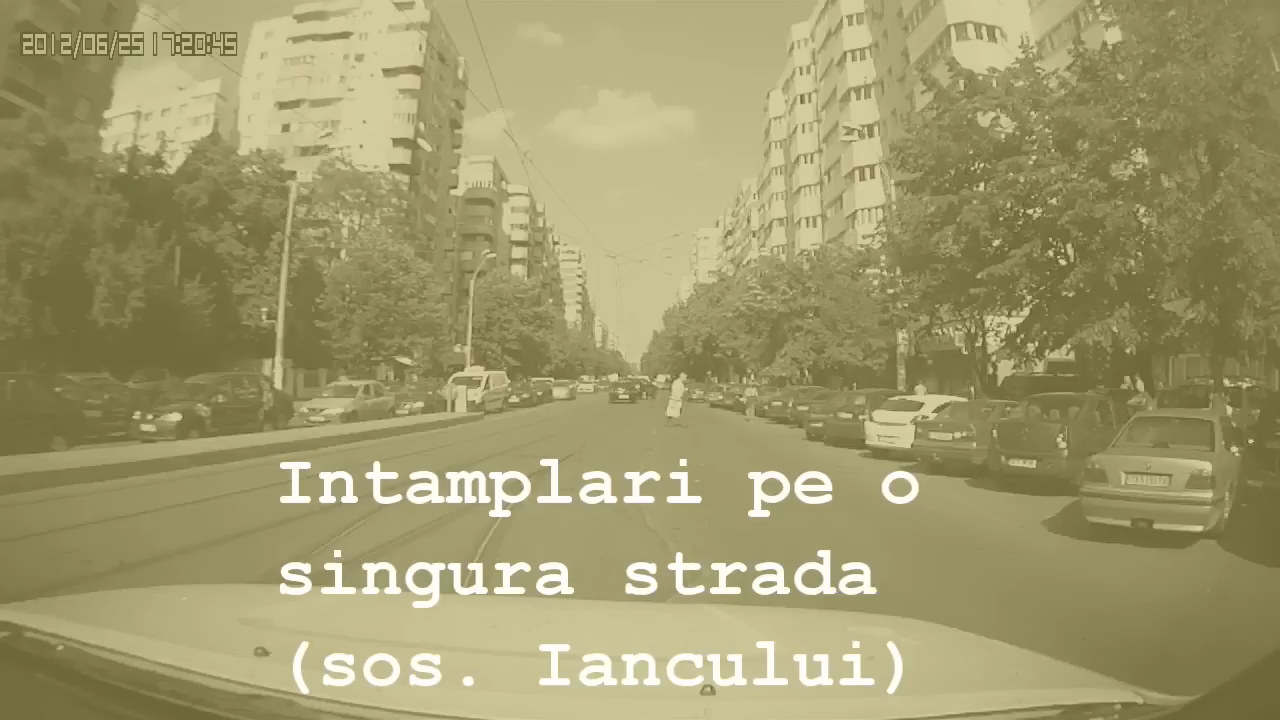 2012/06/25 17:20:45
Intamplari pe o
singura strada
(sos. Iancului)